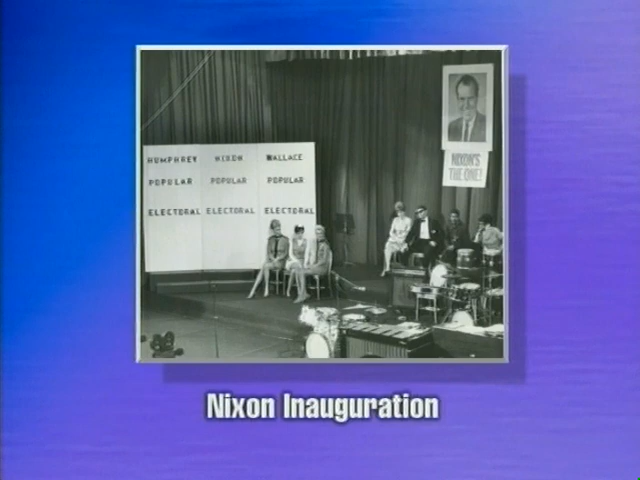 HUMPHREY NIXON WALLACE
POPULAR POPULAR POPULAR
ELECTORAL ELECTORAL ELECTORAL
NIXON'S
THE ONE!
Nixon Inauguration